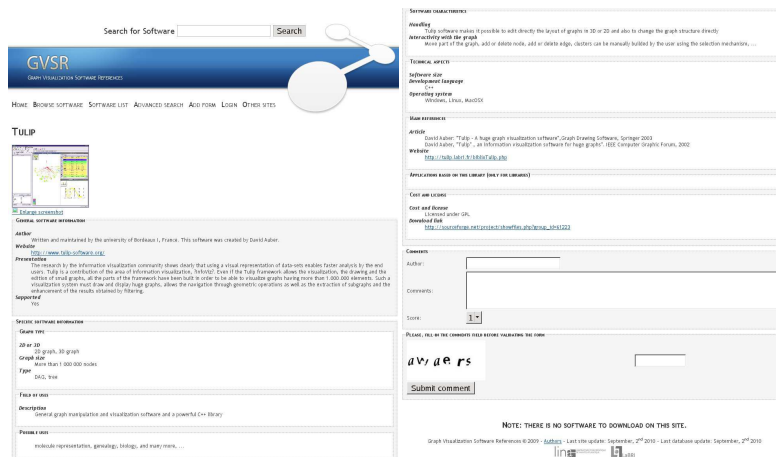 Search for Software
Search
GVSR
Graph Visualization Software References
Home Browse software Software list Advanced search Add form Login Other sites
Tulip
Enlarge screenshot
General software information
Author
Written and maintained by the university of Bordeaux I, France. This software was created by David Auber.
Website
http://www.tulip-software.org/
Presentation
The research by the information visualization community shows clearly that using a visual representation of data-sets enables faster analysis by the end
users. Tulip is a contribution of the area of information visualization, ?InfoViz?. Even if the Tulip framework allows the visualization, the drawing and the
edition of small graphs, all the parts of the framework have been built in order to be able to visualize graphs having more than 1.000.000 elements. Such a
visualization system must draw and display huge graphs, allows the navigation through geometric operations as well as the extraction of subgraphs and the
enhancement of the results obtained by filtering.
Supported
Yes
Specific software information
Graph type
2D or 3D
2D graph, 3D graph
Graph size
More than 1 000 000 nodes
Type
DAG, tree
Field of uses
Description
General graph manipulation and visualization software and a powerful C++ library
Possible uses
molecule representation, genealogy, biology, and many more, ...
Software characteristics
Handling
Tulip software makes it possible to edit directly the layout of graphs in 3D or 2D and also to change the graph structure directly
Interactivity with the graph
Move part of the graph, add or delete node, add or delete edge, clusters can be manually builded by the user using the selection mechanism, ...
Technical aspects
Software size
Development language
C++
Operating system
Windows, Linux, MacOSX
Main references
Article
David Auber: "Tulip - A huge graph visualization software",Graph Drawing Software, Springer 2003
David Auber, "Tulip" , an information visualization software for huge graphs". IEEE Computer Graphic Forum, 2002
Website
http://tulip.labri.fr/biblioTulip.php
Applications based on this library (only for libraries)
Cost and license
Cost and license
Licensed under GPL
Download link
http://sourceforge.net/project/showfiles.php?group_id=61223
Comments
Author:
Comments:
Score:
1
Please, fill in the comments field before validating the form
aw ae rs
Submit comment
Note: there is no software to download on this site.
Graph Visualization Software References © 2009 - Authors - Last site update: September, 2nd 2010 - Last database update: September, 2nd 2010
LaBRI